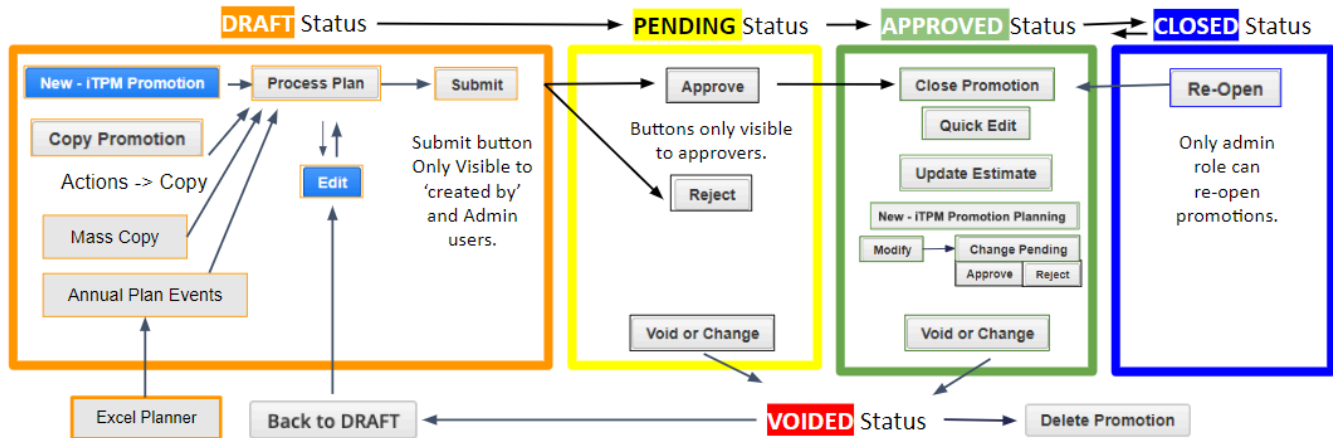 DRAFT Status
PENDING Status
APPROVED Status
CLOSED Status
New - iTPM Promotion
Process Plan
Submit
Copy Promotion
Actions -> Copy
Edit
Mass Copy
Annual Plan Events
Submit button
Only Visible to
‘created by’
and Admin
users.
Approve
Buttons only visible
to approvers.
Reject
Void or Change
Close Promotion
Quick Edit
Update Estimate
New - iTPM Promotion Planning
Modify
Change Pending
Approve
Reject
Void or Change
Re-Open
Only admin
role can
re-open
promotions.
Excel Planner
Back to DRAFT
VOIDED Status
Delete Promotion